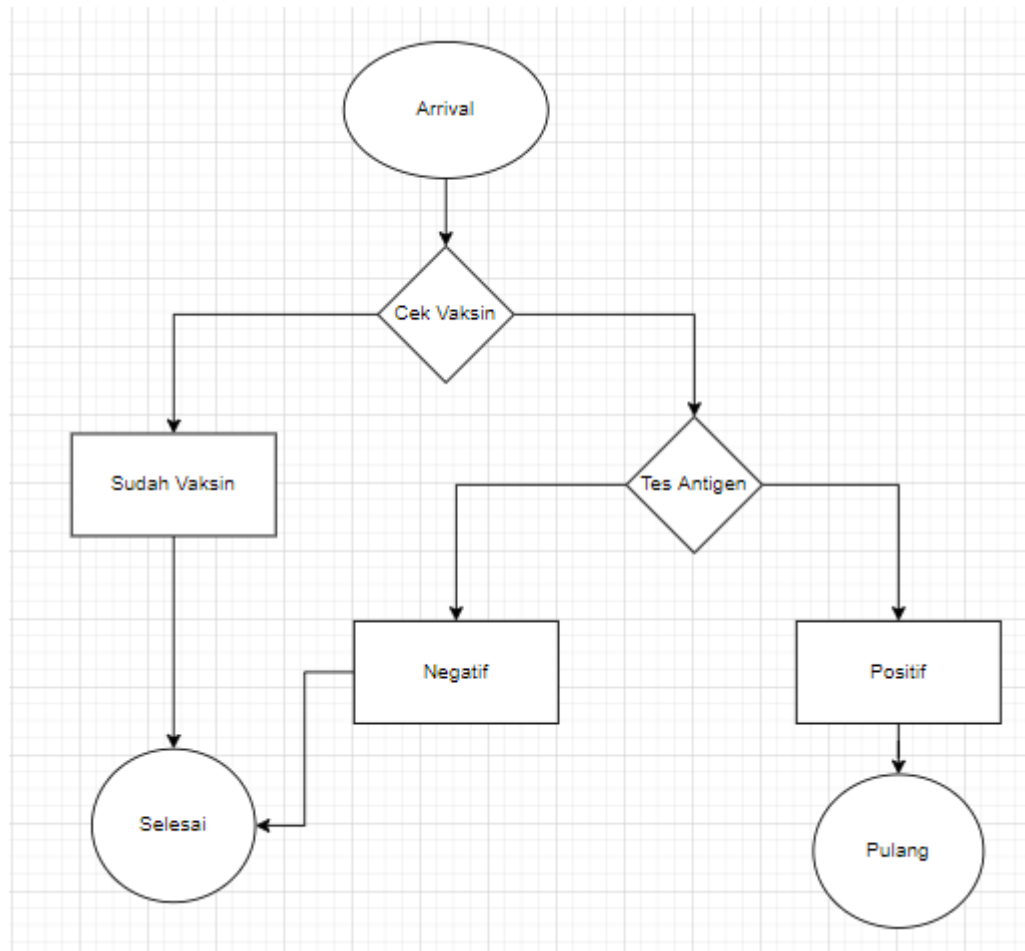 Arrival
Cek Vaksin
Sudah Vaksin
Tes Antigen
Negatif
Positif
Selesai
Pulang